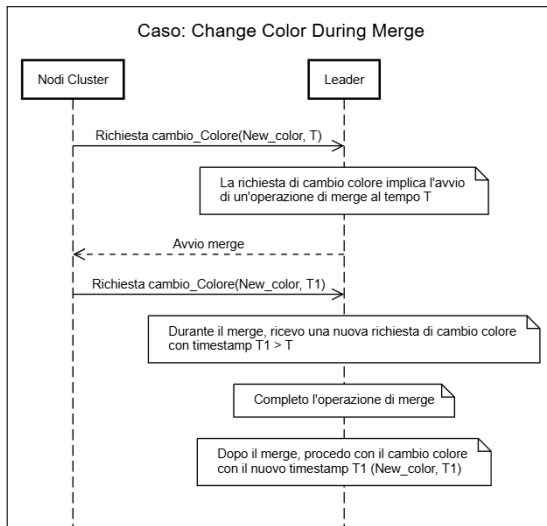 Caso: Change Color During Merge
Nodi Cluster
Leader
Richiesta cambio_Colore(New_color, T)
La richiesta di cambio colore implica l'avvio
di un'operazione di merge al tempo T
Avvio merge
Richiesta cambio_Colore(New_color, T1)
Durante il merge, ricevo una nuova richiesta di cambio colore
con timestamp T1 > T
Completo l'operazione di merge
Dopo il merge, procedo con il cambio colore
con il nuovo timestamp T1 (New_color, T1)